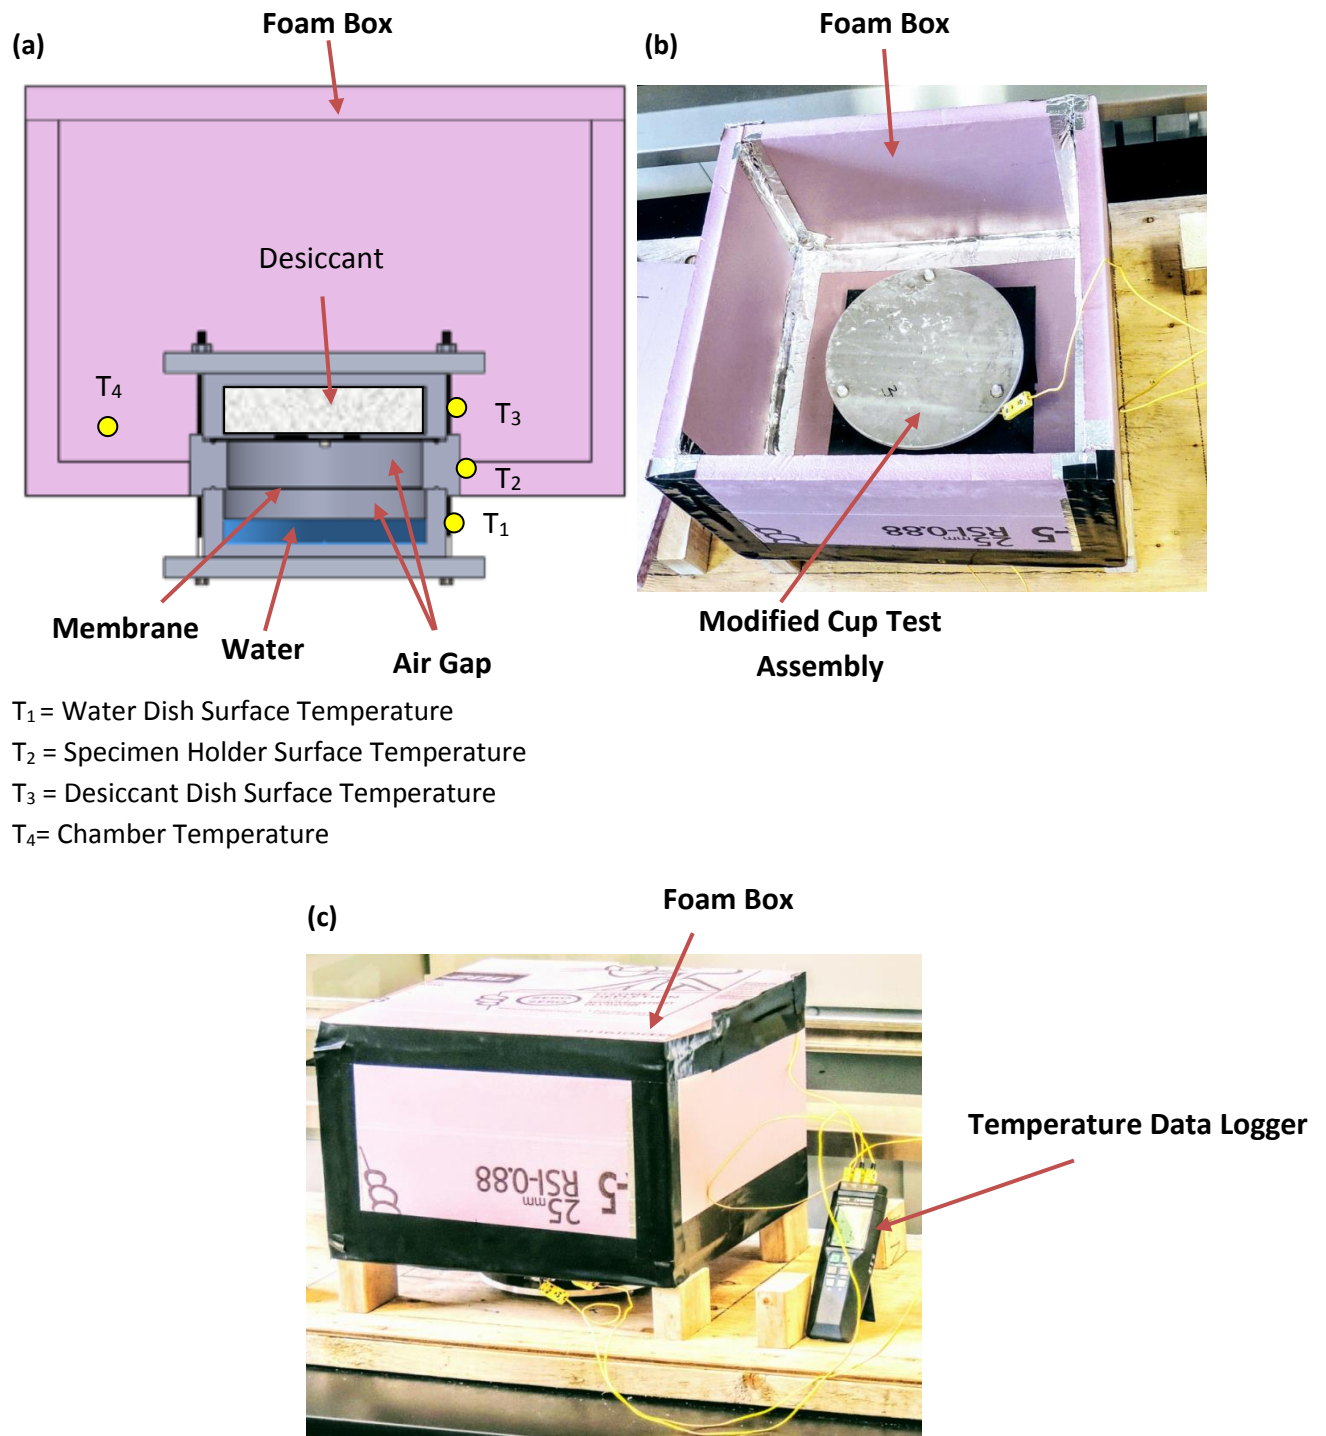 (a)
Foam Box
Desiccant
T4
T3
T2
T1
Membrane
Water
Air Gap
(b)
Foam Box
-5
25
mm
RSI-0.88
Modified Cup Test
Assembly
T1 = Water Dish Surface Temperature
T2 = Specimen Holder Surface Temperature
T3 = Desiccant Dish Surface Temperature
T4= Chamber Temperature
(c)
Foam Box
-5
25
mm
RSI-0.88
Temperature Data Logger